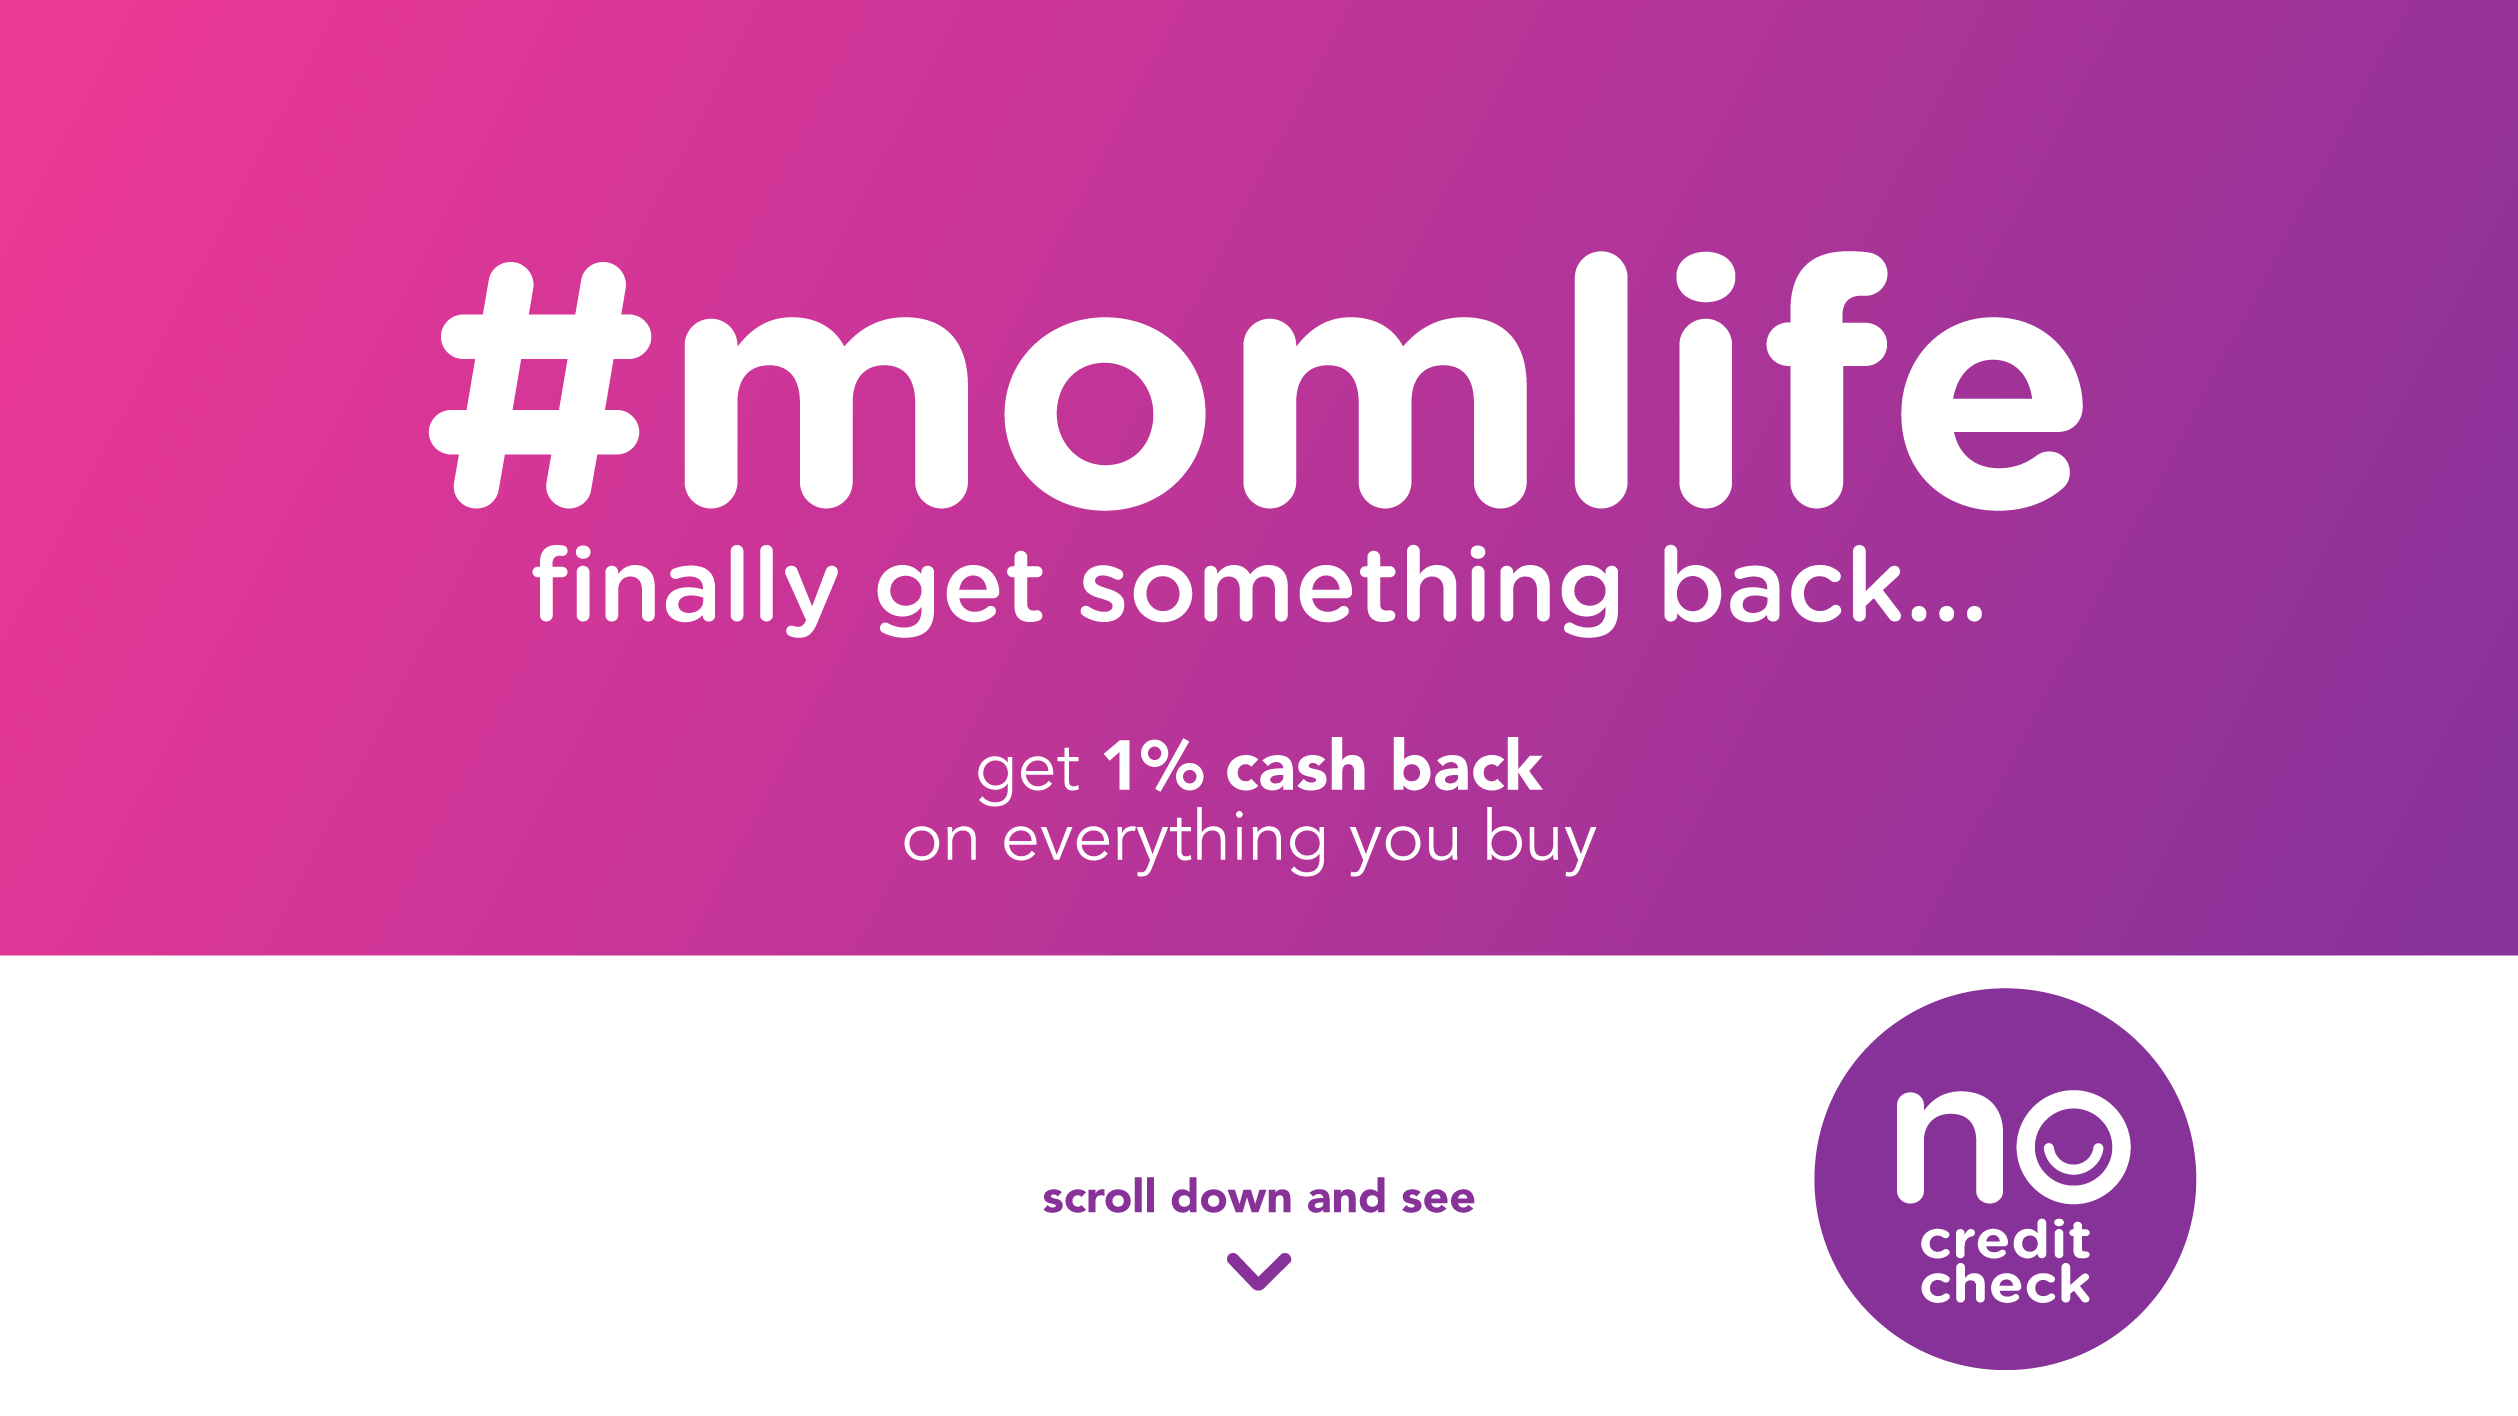 #momlife
finally get something back...
get 1% cash back
on everything you buy
scroll down and see
no
credit
check